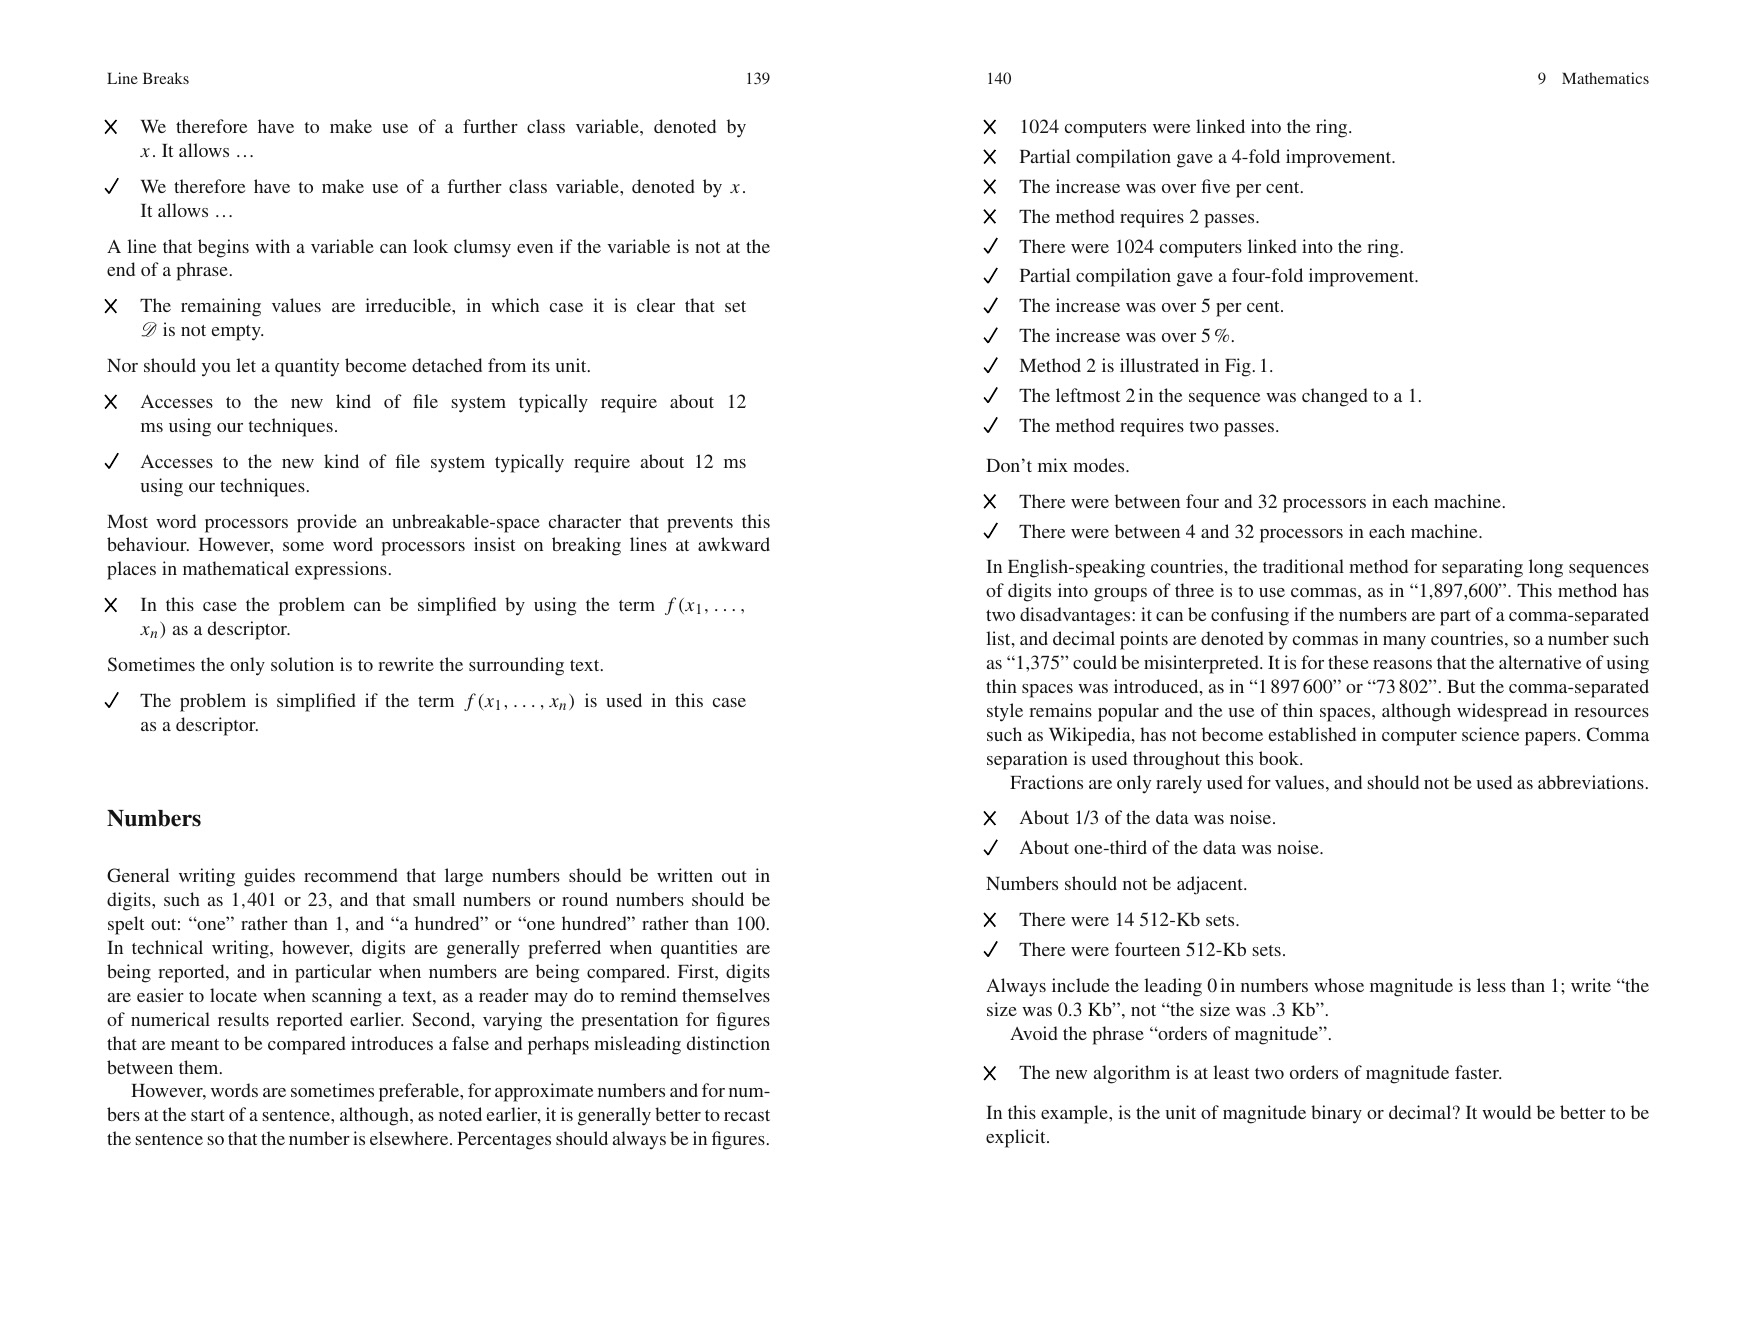 Line Breaks 139
✗ We therefore have to make use of a further class variable, denoted by
x. It allows …
✓ We therefore have to make use of a further class variable, denoted by x.
It allows …
A line that begins with a variable can look clumsy even if the variable is not at the
end of a phrase.
✗ The remaining values are irreducible, in which case it is clear that set
𝒟 is not empty.
Nor should you let a quantity become detached from its unit.
✗ Accesses to the new kind of file system typically require about 12
ms using our techniques.
✓ Accesses to the new kind of file system typically require about 12 ms
using our techniques.
Most word processors provide an unbreakable-space character that prevents this
behaviour. However, some word processors insist on breaking lines at awkward
places in mathematical expressions.
✗ In this case the problem can be simplified by using the term f(x₁, . . . ,
xₙ) as a descriptor.
Sometimes the only solution is to rewrite the surrounding text.
✓ The problem is simplified if the term f(x₁, . . . , xₙ) is used in this case
as a descriptor.
Numbers
General writing guides recommend that large numbers should be written out in
digits, such as 1,401 or 23, and that small numbers or round numbers should be
spelt out: “one” rather than 1, and “a hundred” or “one hundred” rather than 100.
In technical writing, however, digits are generally preferred when quantities are
being reported, and in particular when numbers are being compared. First, digits
are easier to locate when scanning a text, as a reader may do to remind themselves
of numerical results reported earlier. Second, varying the presentation for figures
that are meant to be compared introduces a false and perhaps misleading distinction
between them.
However, words are sometimes preferable, for approximate numbers and for num-
bers at the start of a sentence, although, as noted earlier, it is generally better to recast
the sentence so that the number is elsewhere. Percentages should always be in figures.
140 9 Mathematics
✗ 1024 computers were linked into the ring.
✗ Partial compilation gave a 4-fold improvement.
✗ The increase was over five per cent.
✗ The method requires 2 passes.
✓ There were 1024 computers linked into the ring.
✓ Partial compilation gave a four-fold improvement.
✓ The increase was over 5 per cent.
✓ The increase was over 5 %.
✓ Method 2 is illustrated in Fig. 1.
✓ The leftmost 2 in the sequence was changed to a 1.
✓ The method requires two passes.
Don’t mix modes.
✗ There were between four and 32 processors in each machine.
✓ There were between 4 and 32 processors in each machine.
In English-speaking countries, the traditional method for separating long sequences
of digits into groups of three is to use commas, as in “1,897,600”. This method has
two disadvantages: it can be confusing if the numbers are part of a comma-separated
list, and decimal points are denoted by commas in many countries, so a number such
as “1,375” could be misinterpreted. It is for these reasons that the alternative of using
thin spaces was introduced, as in “1 897 600” or “73 802”. But the comma-separated
style remains popular and the use of thin spaces, although widespread in resources
such as Wikipedia, has not become established in computer science papers. Comma
separation is used throughout this book.
Fractions are only rarely used for values, and should not be used as abbreviations.
✗ About 1/3 of the data was noise.
✓ About one-third of the data was noise.
Numbers should not be adjacent.
✗ There were 14 512-Kb sets.
✓ There were fourteen 512-Kb sets.
Always include the leading 0 in numbers whose magnitude is less than 1; write “the
size was 0.3 Kb”, not “the size was .3 Kb”.
Avoid the phrase “orders of magnitude”.
✗ The new algorithm is at least two orders of magnitude faster.
In this example, is the unit of magnitude binary or decimal? It would be better to be
explicit.